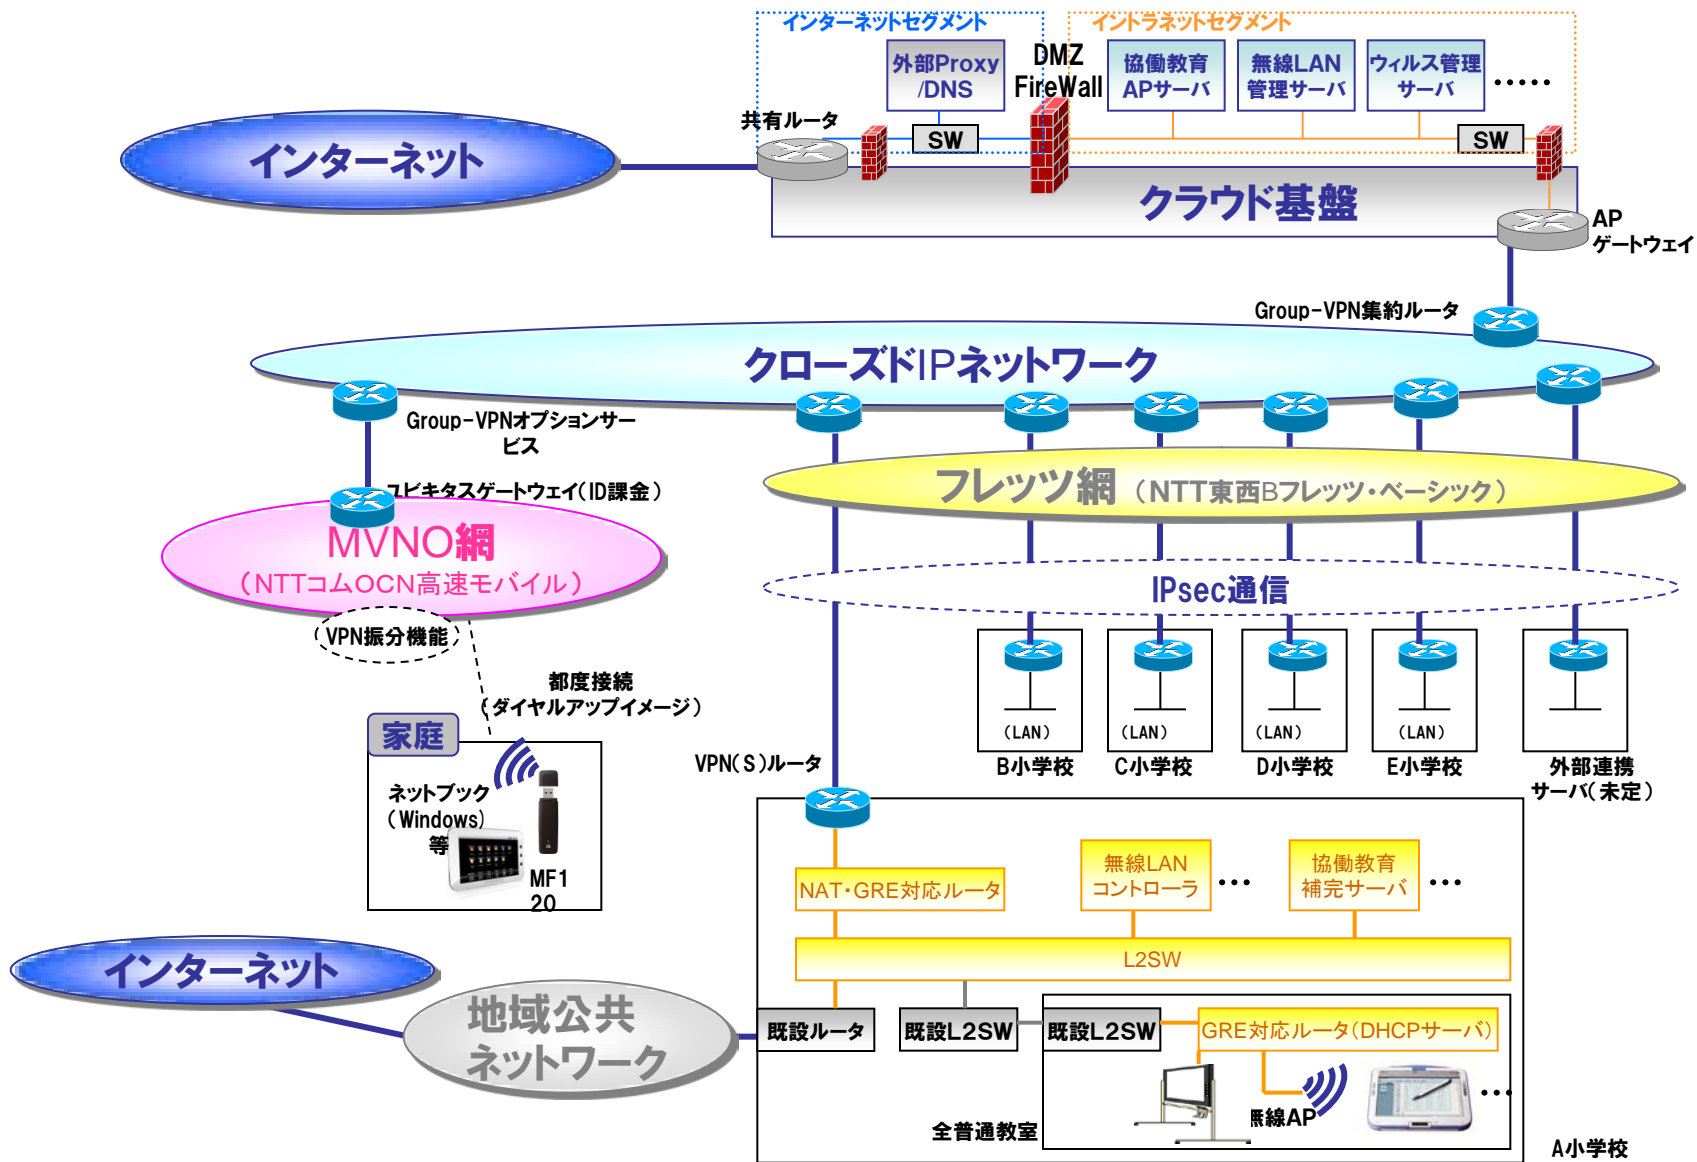 インターネットセグメント
イントラネットセグメント
外部Proxy
/DNS
DMZ
FireWall
協働教育
APサーバ
無線LAN
管理サーバ
ウィルス管理
サーバ
・・・・・
共有ルータ
SW
SW
インターネット
クラウド基盤
AP
ゲートウェイ
Group-VPN集約ルータ
クローズドIPネットワーク
Group-VPNオプションサー
ビス
フレッツ網（NTT東西Bフレッツ・ベーシック）
ユビキタスゲートウェイ（ID課金）
MVNO網
（NTTコムOCN高速モバイル）
VPN振分機能
IPsec通信
都度接続
（ダイヤルアップイメージ）
家庭
ネットブック
（Windows）
等
MF1
20
(LAN)
(LAN)
(LAN)
(LAN)
B小学校
C小学校
D小学校
E小学校
外部連携
サーバ（未定）
VPN（S）ルータ
NAT・GRE対応ルータ
無線LAN
コントローラ
・・・
協働教育
補完サーバ
・・・
L2SW
インターネット
地域公共
ネットワーク
既設ルータ
既設L2SW
既設L2SW
GRE対応ルータ（DHCPサーバ）
無線AP
・・・
全普通教室
A小学校